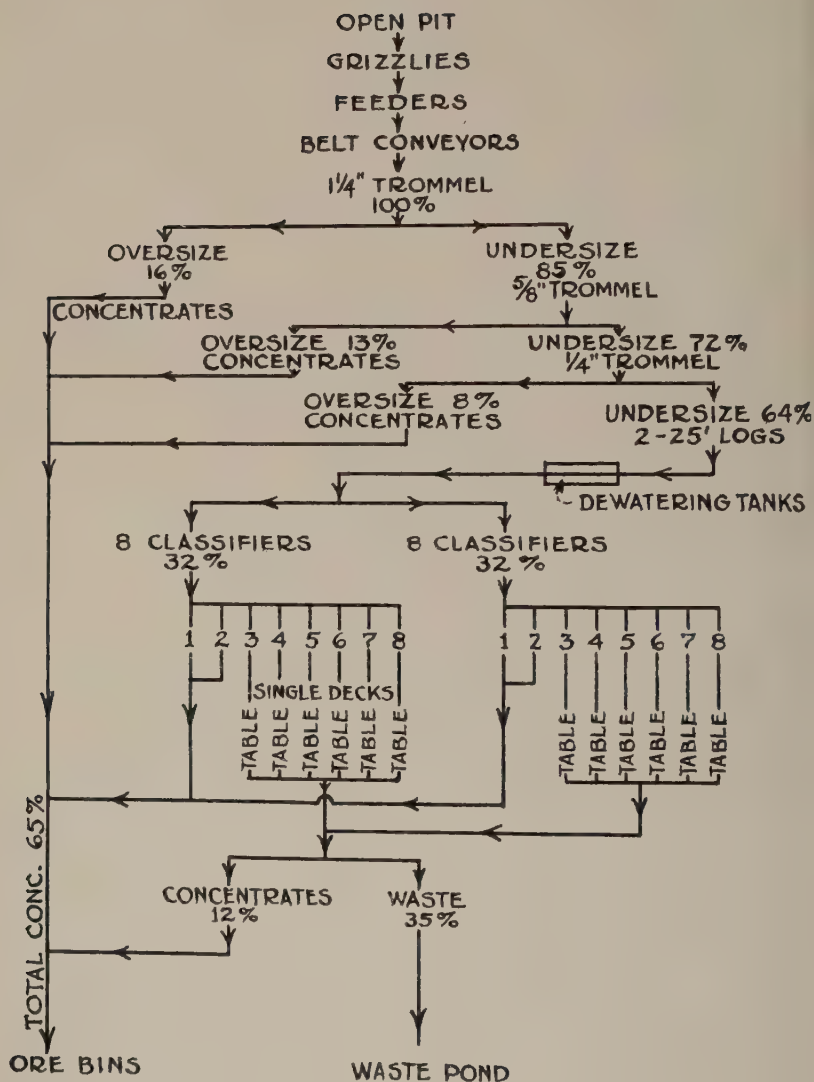 OPEN PIT
GRIZZLIES
FEEDERS
BELT CONVEYORS
1¼" TROMMEL
100%
OVERSIZE
16%
CONCENTRATES
UNDERSIZE
85%
5/8" TROMMEL
OVERSIZE 13%
CONCENTRATES
UNDERSIZE 72%
¼" TROMMEL
OVERSIZE 8%
CONCENTRATES
UNDERSIZE 64%
2-25' LOGS
DEWATERING TANKS
8 CLASSIFIERS
32%
8 CLASSIFIERS
32%
1 2 3 4 5 6 7 8
1 2 3 4 5 6 7 8
SINGLE DECKS
TABLE TABLE TABLE TABLE TABLE TABLE
TABLE TABLE TABLE TABLE TABLE TABLE
TOTAL CONC. 65%
CONCENTRATES
12%
WASTE
35%
ORE BINS
WASTE POND